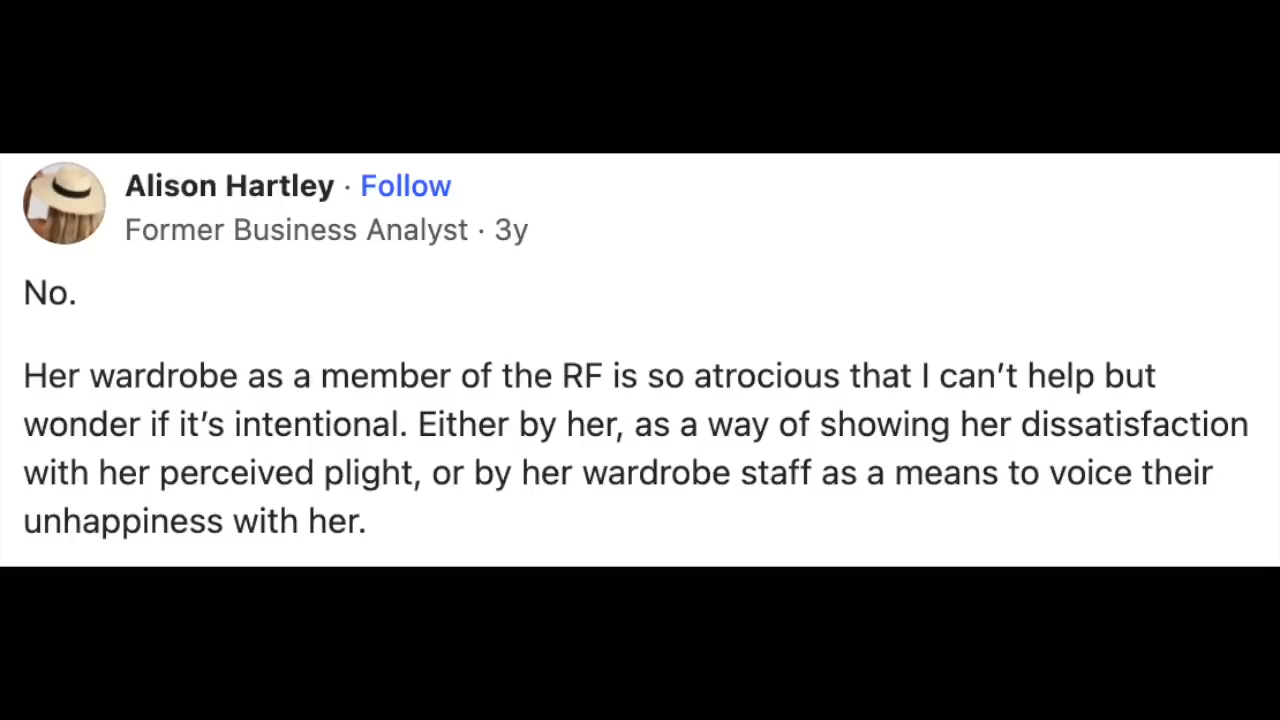 Alison Hartley · Follow
Former Business Analyst · 3y
No.
Her wardrobe as a member of the RF is so atrocious that I can’t help but
wonder if it’s intentional. Either by her, as a way of showing her dissatisfaction
with her perceived plight, or by her wardrobe staff as a means to voice their
unhappiness with her.